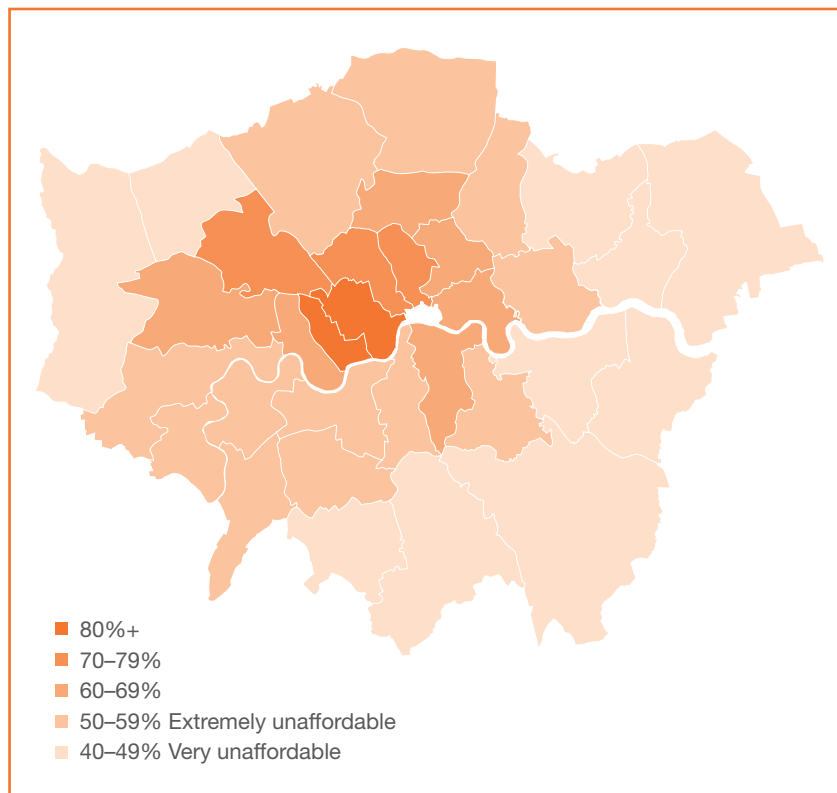 80%+
70–79%
60–69%
50–59% Extremely unaffordable
40–49% Very unaffordable